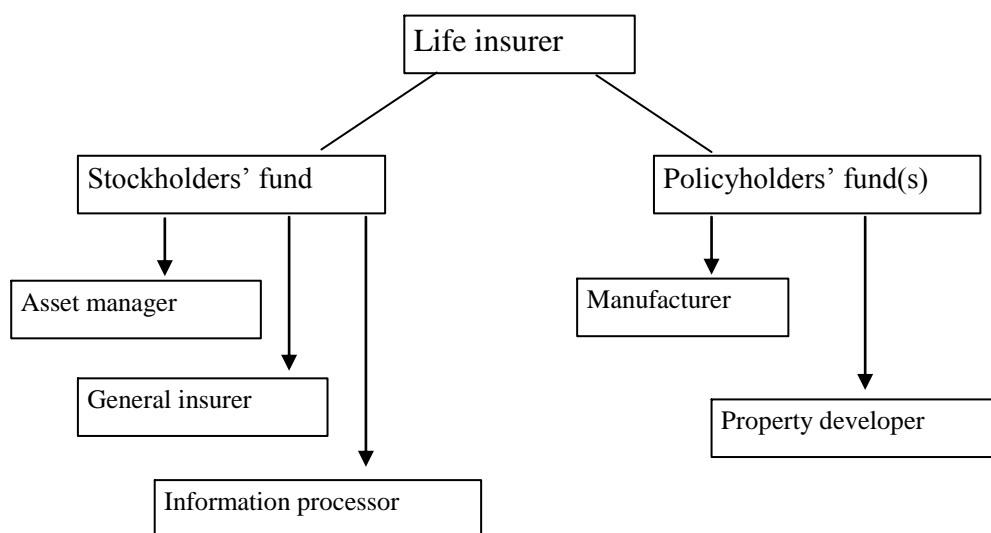 Life insurer
Stockholders’ fund
Policyholders’ fund(s)
Asset manager
Manufacturer
General insurer
Property developer
Information processor